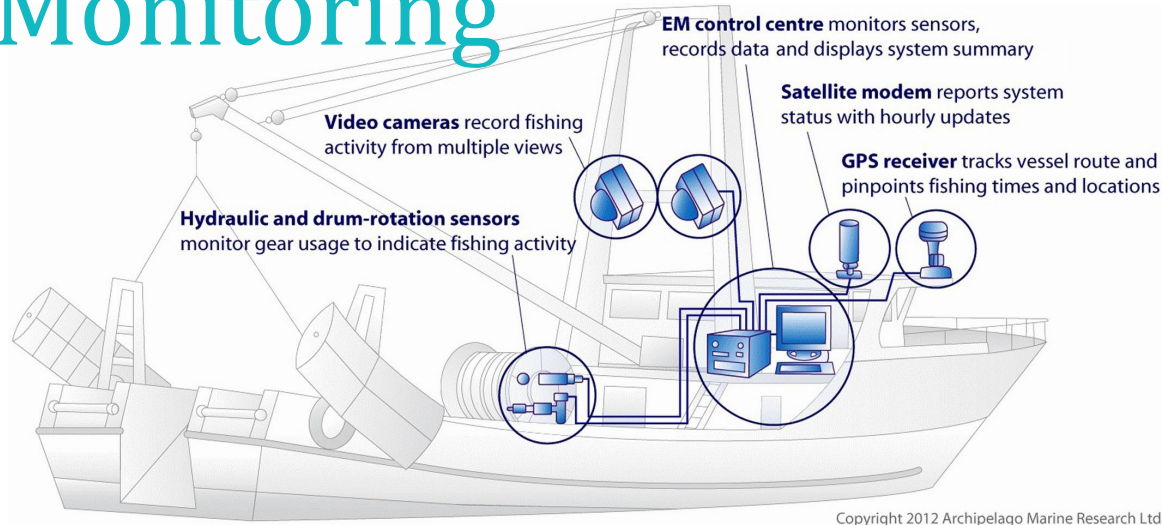 Monitoring
EM control centre monitors sensors,
records data and displays system summary
Satellite modem reports system
status with hourly updates
Video cameras record fishing
activity from multiple views
GPS receiver tracks vessel route and
pinpoints fishing times and locations
Hydraulic and drum-rotation sensors
monitor gear usage to indicate fishing activity
Copyright 2012 Archipelago Marine Research Ltd